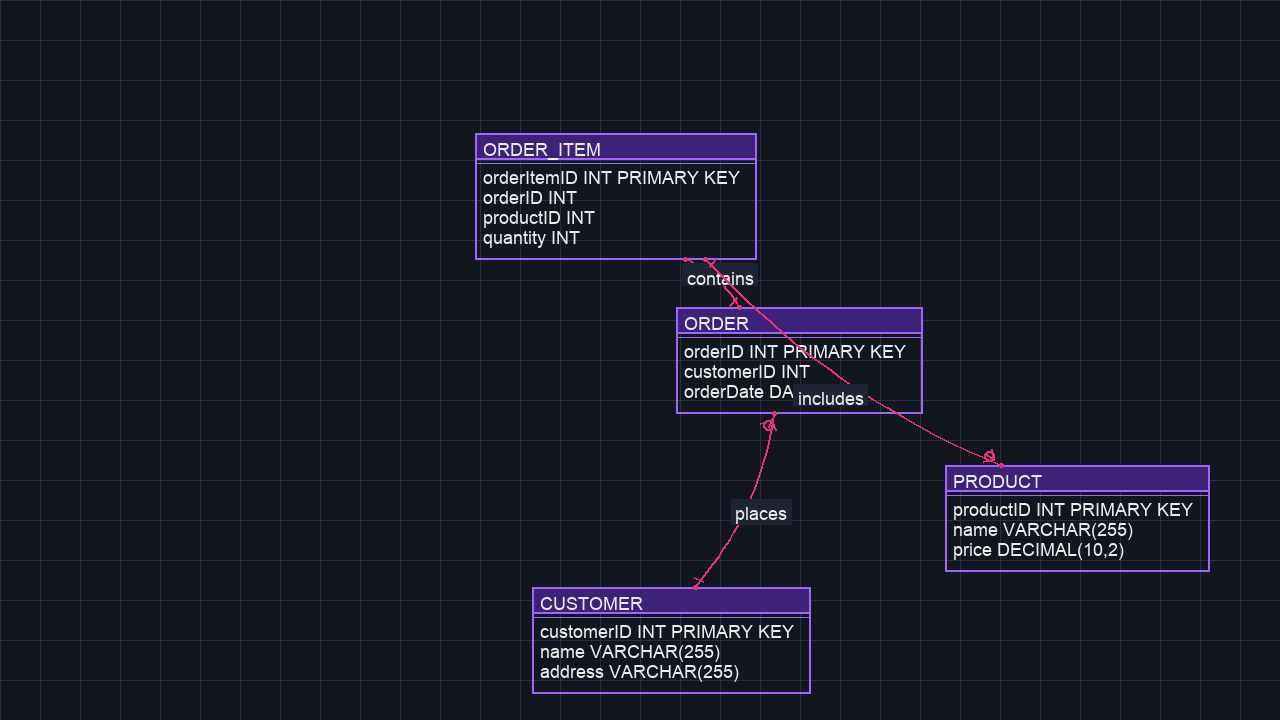 ORDER_ITEM
orderItemID INT PRIMARY KEY
orderID INT
productID INT
quantity INT
contains
ORDER
orderID INT PRIMARY KEY
customerID INT
orderDate DA
includes
PRODUCT
productID INT PRIMARY KEY
name VARCHAR(255)
price DECIMAL(10,2)
places
CUSTOMER
customerID INT PRIMARY KEY
name VARCHAR(255)
address VARCHAR(255)